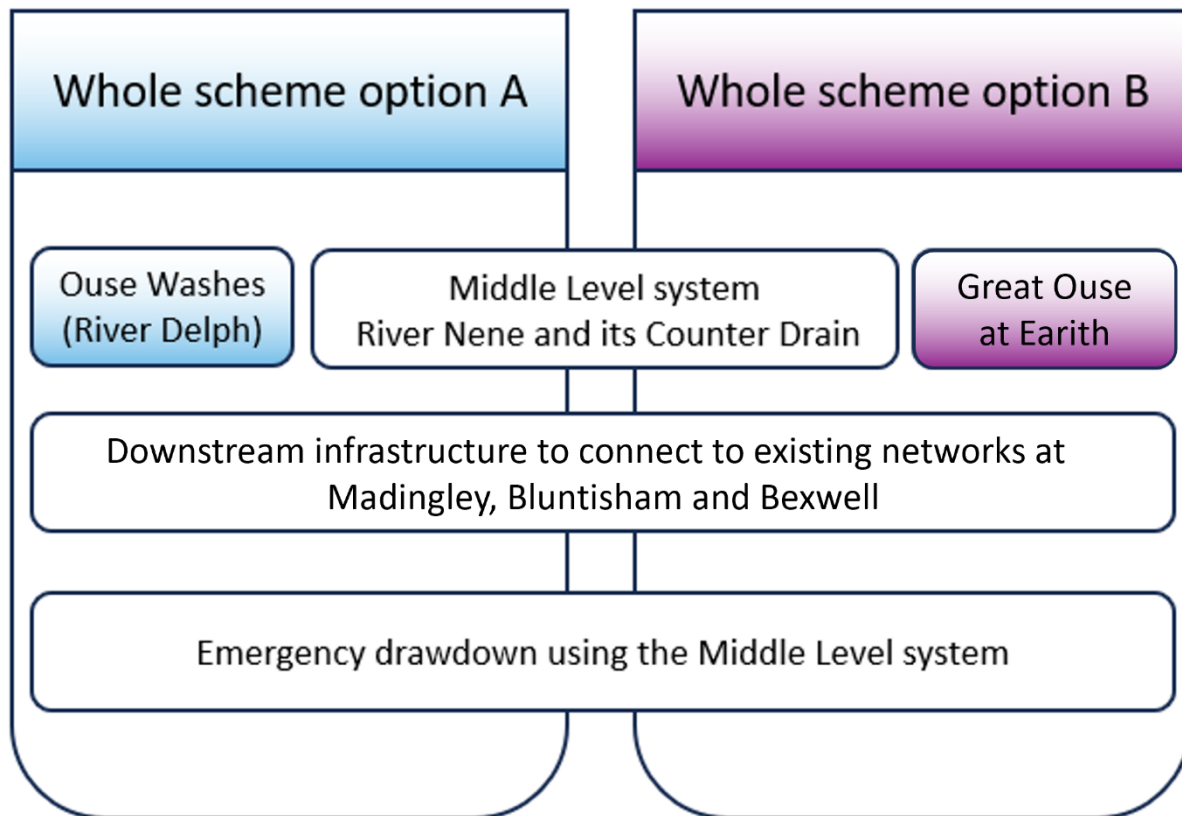 Whole scheme option A
Whole scheme option B
Ouse Washes
(River Delph)
Middle Level system
River Nene and its Counter Drain
Great Ouse
at Earith
Downstream infrastructure to connect to existing networks at
Madingley, Bluntisham and Bexwell
Emergency drawdown using the Middle Level system